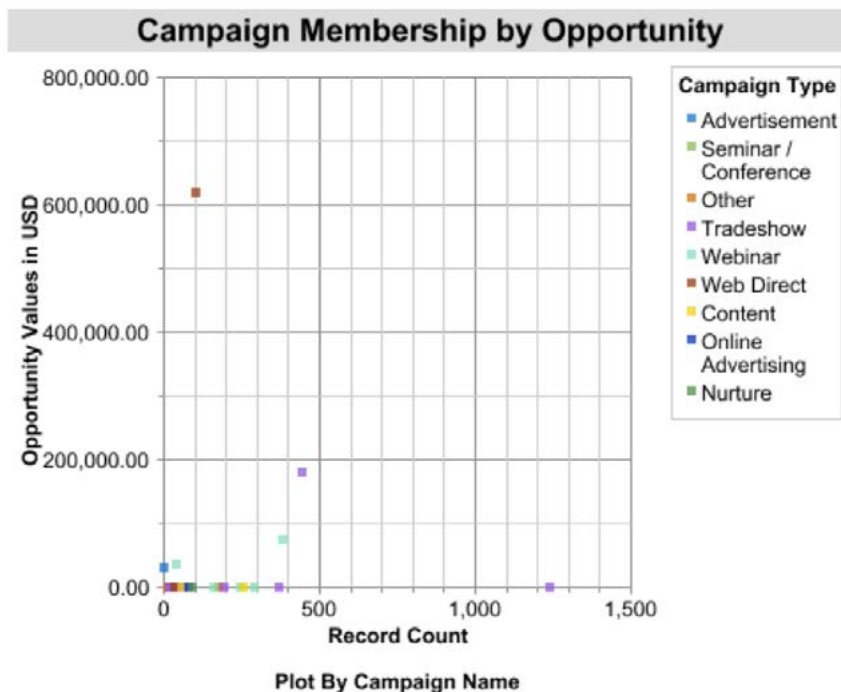 Campaign Membership by Opportunity
800,000.00
600,000.00
400,000.00
200,000.00
0.00
Opportunity Values in USD
0
500
1,000
1,500
Record Count
Plot By Campaign Name
Campaign Type
Advertisement
Seminar /
Conference
Other
Tradeshow
Webinar
Web Direct
Content
Online
Advertising
Nurture